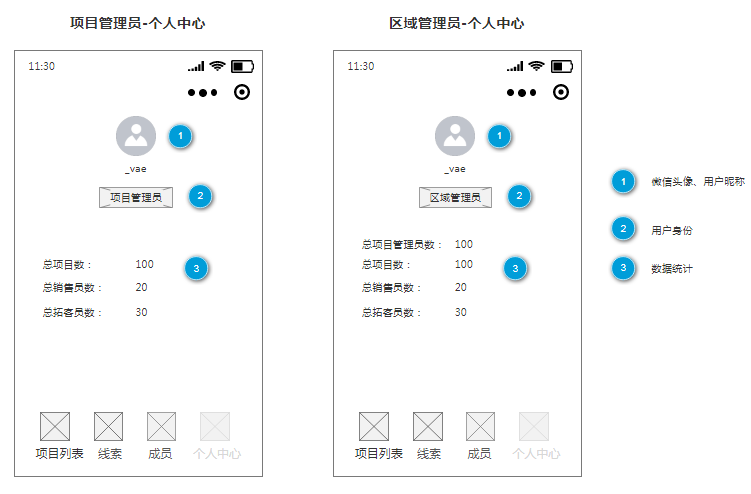 项目管理员-个人中心
11:30
1
_vae
项目管理员
2
总项目数： 100
3
总销售员数： 20
总拓客员数： 30
项目列表 线索 成员 个人中心
区域管理员-个人中心
11:30
1
_vae
区域管理员
2
总项目管理员数： 100
总项目数： 100
3
总销售员数： 20
总拓客员数： 30
项目列表 线索 成员 个人中心
1 微信头像、用户昵称
2 用户身份
3 数据统计